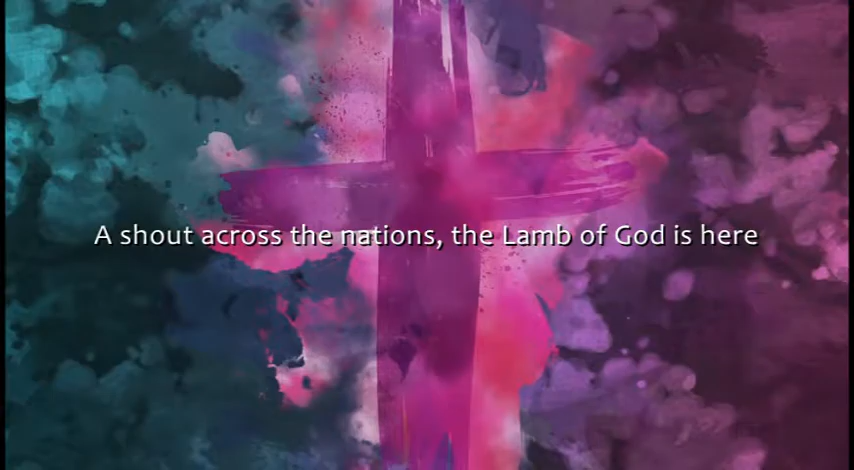 A shout across the nations, the Lamb of God is here